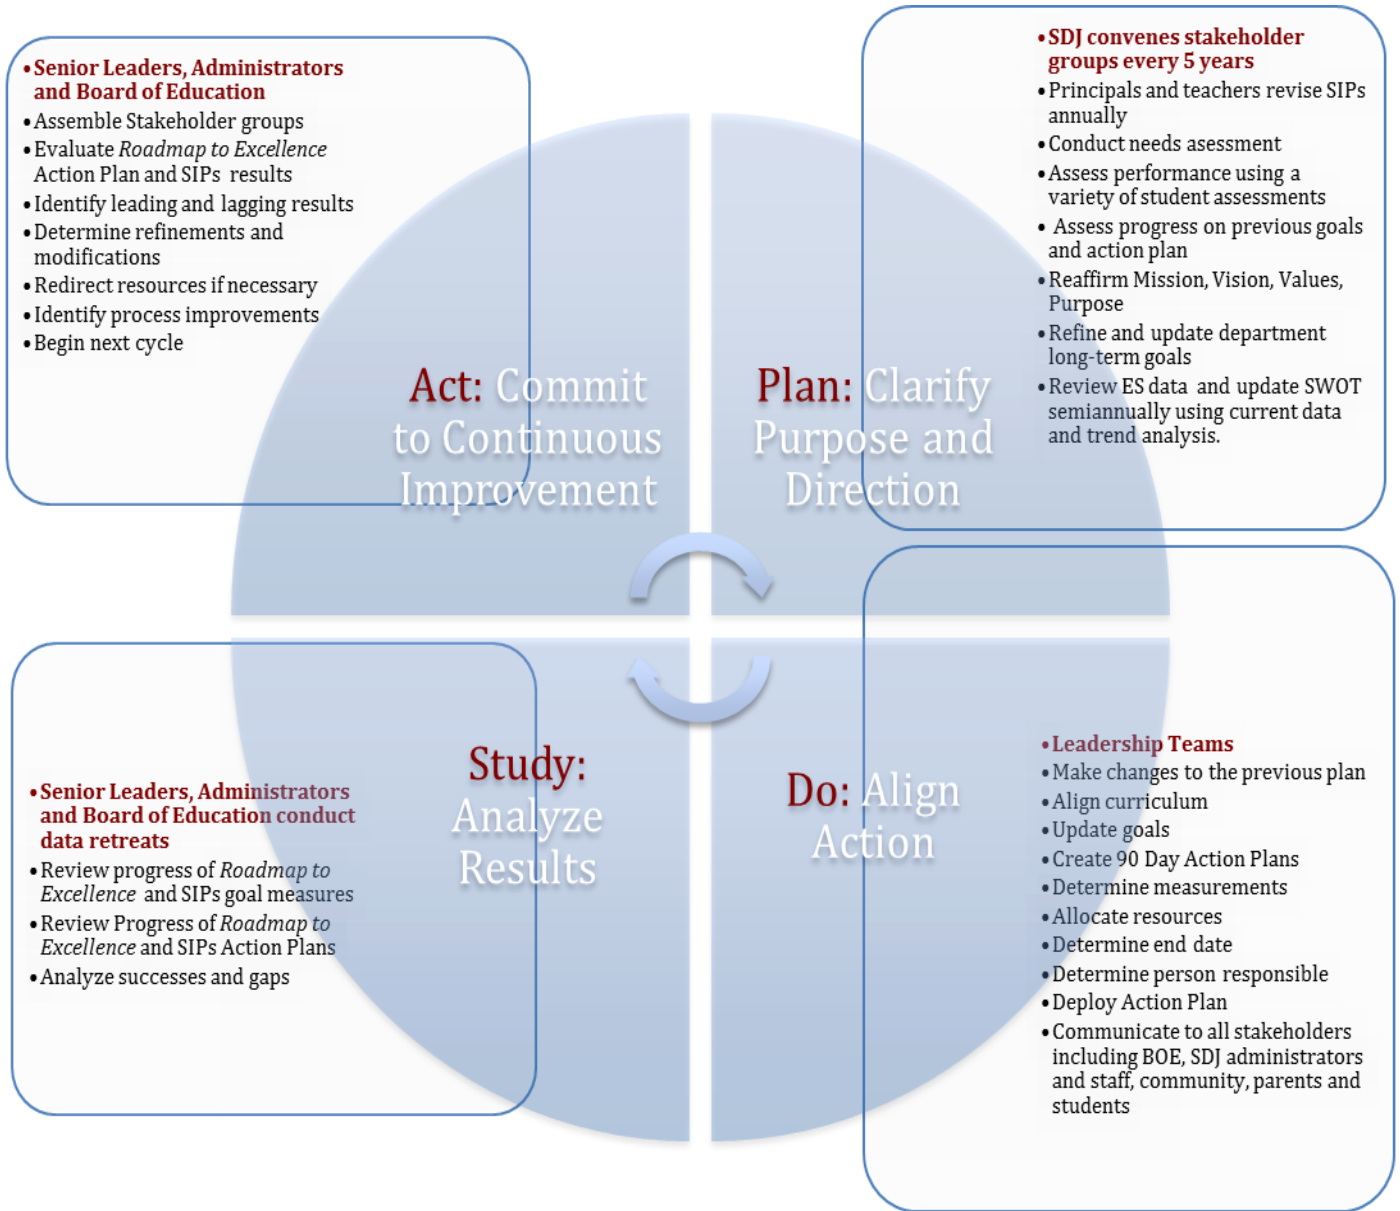 •Senior Leaders, Administrators
and Board of Education
•Assemble Stakeholder groups
•Evaluate Roadmap to Excellence
Action Plan and SIPs results
•Identify leading and lagging results
•Determine refinements and
modifications
•Redirect resources if necessary
•Identify process improvements
•Begin next cycle
Act: Commit
to Continuous
Improvement
•SDJ convenes stakeholder
groups every 5 years
•Principals and teachers revise SIPs
annually
•Conduct needs asessment
•Assess performance using a
variety of student assessments
• Assess progress on previous goals
and action plan
•Reaffirm Mission, Vision, Values,
Purpose
•Refine and update department
long-term goals
•Review ES data and update SWOT
semiannually using current data
and trend analysis.
Plan: Clarify
Purpose and
Direction
•Senior Leaders, Administrators
and Board of Education conduct
data retreats
•Review progress of Roadmap to
Excellence and SIPs goal measures
•Review Progress of Roadmap to
Excellence and SIPs Action Plans
•Analyze successes and gaps
Study:
Analyze
Results
Do: Align
Action
•Leadership Teams
•Make changes to the previous plan
•Align curriculum
•Update goals
•Create 90 Day Action Plans
•Determine measurements
•Allocate resources
•Determine end date
•Determine person responsible
•Deploy Action Plan
•Communicate to all stakeholders
including BOE, SDJ administrators
and staff, community, parents and
students